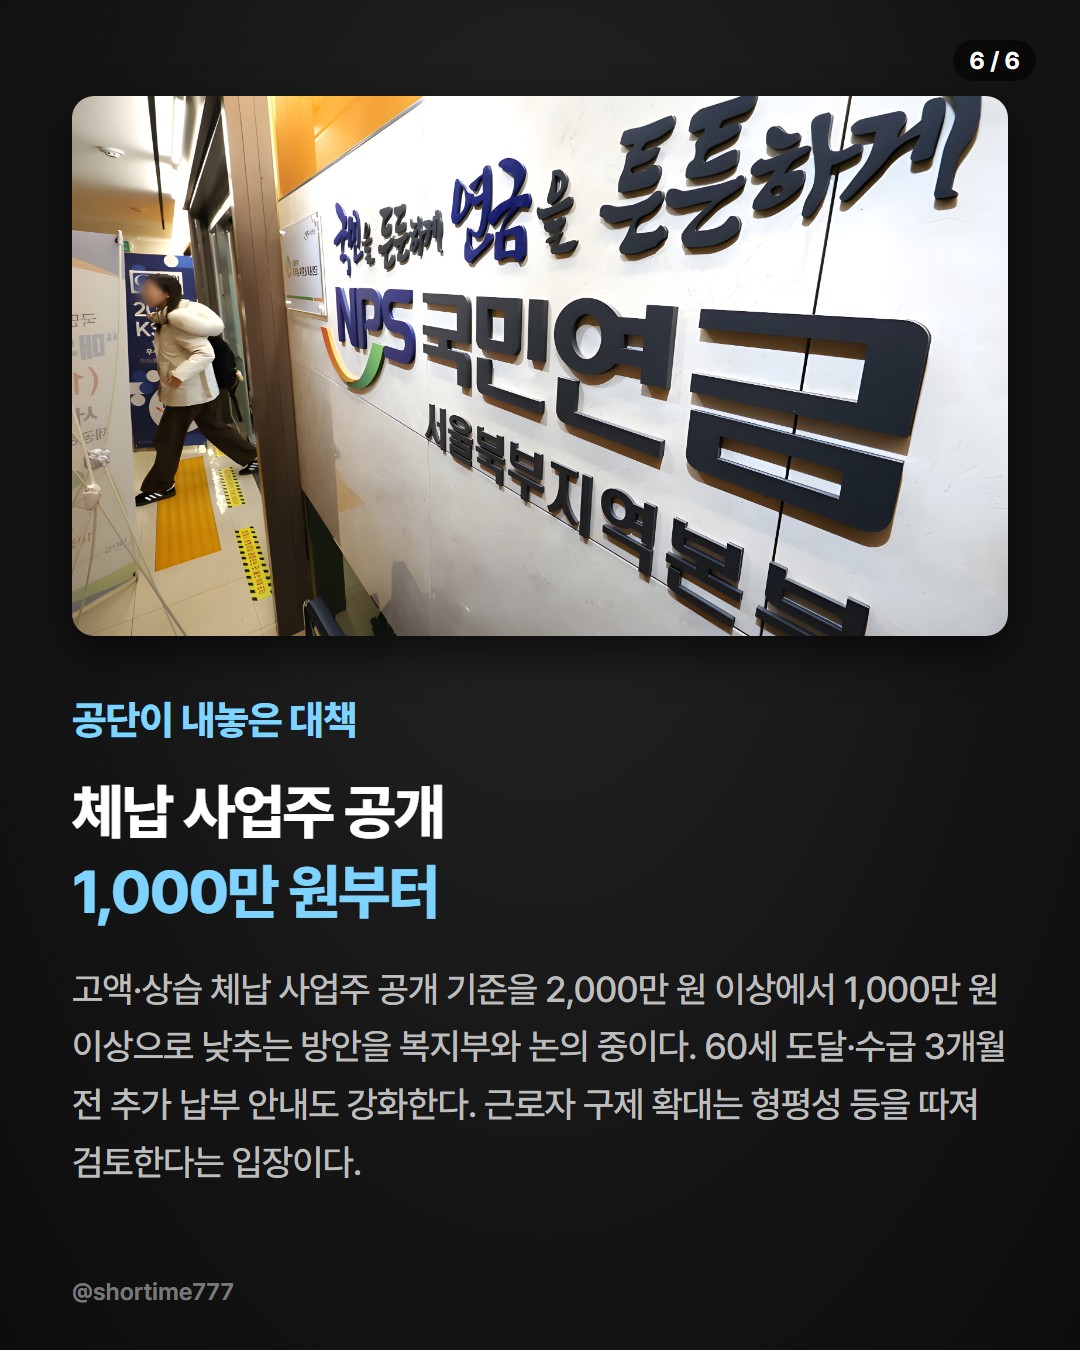 6 / 6
국민을 든든하게 연금을 튼튼하게
NPS 국민연금
서울북부지역본부
공단이 내놓은 대책
체납 사업주 공개
1,000만 원부터
고액·상습 체납 사업주 공개 기준을 2,000만 원 이상에서 1,000만 원
이상으로 낮추는 방안을 복지부와 논의 중이다. 60세 도달·수급 3개월
전 추가 납부 안내도 강화한다. 근로자 구제 확대는 형평성 등을 따져
검토한다는 입장이다.
@shortime777